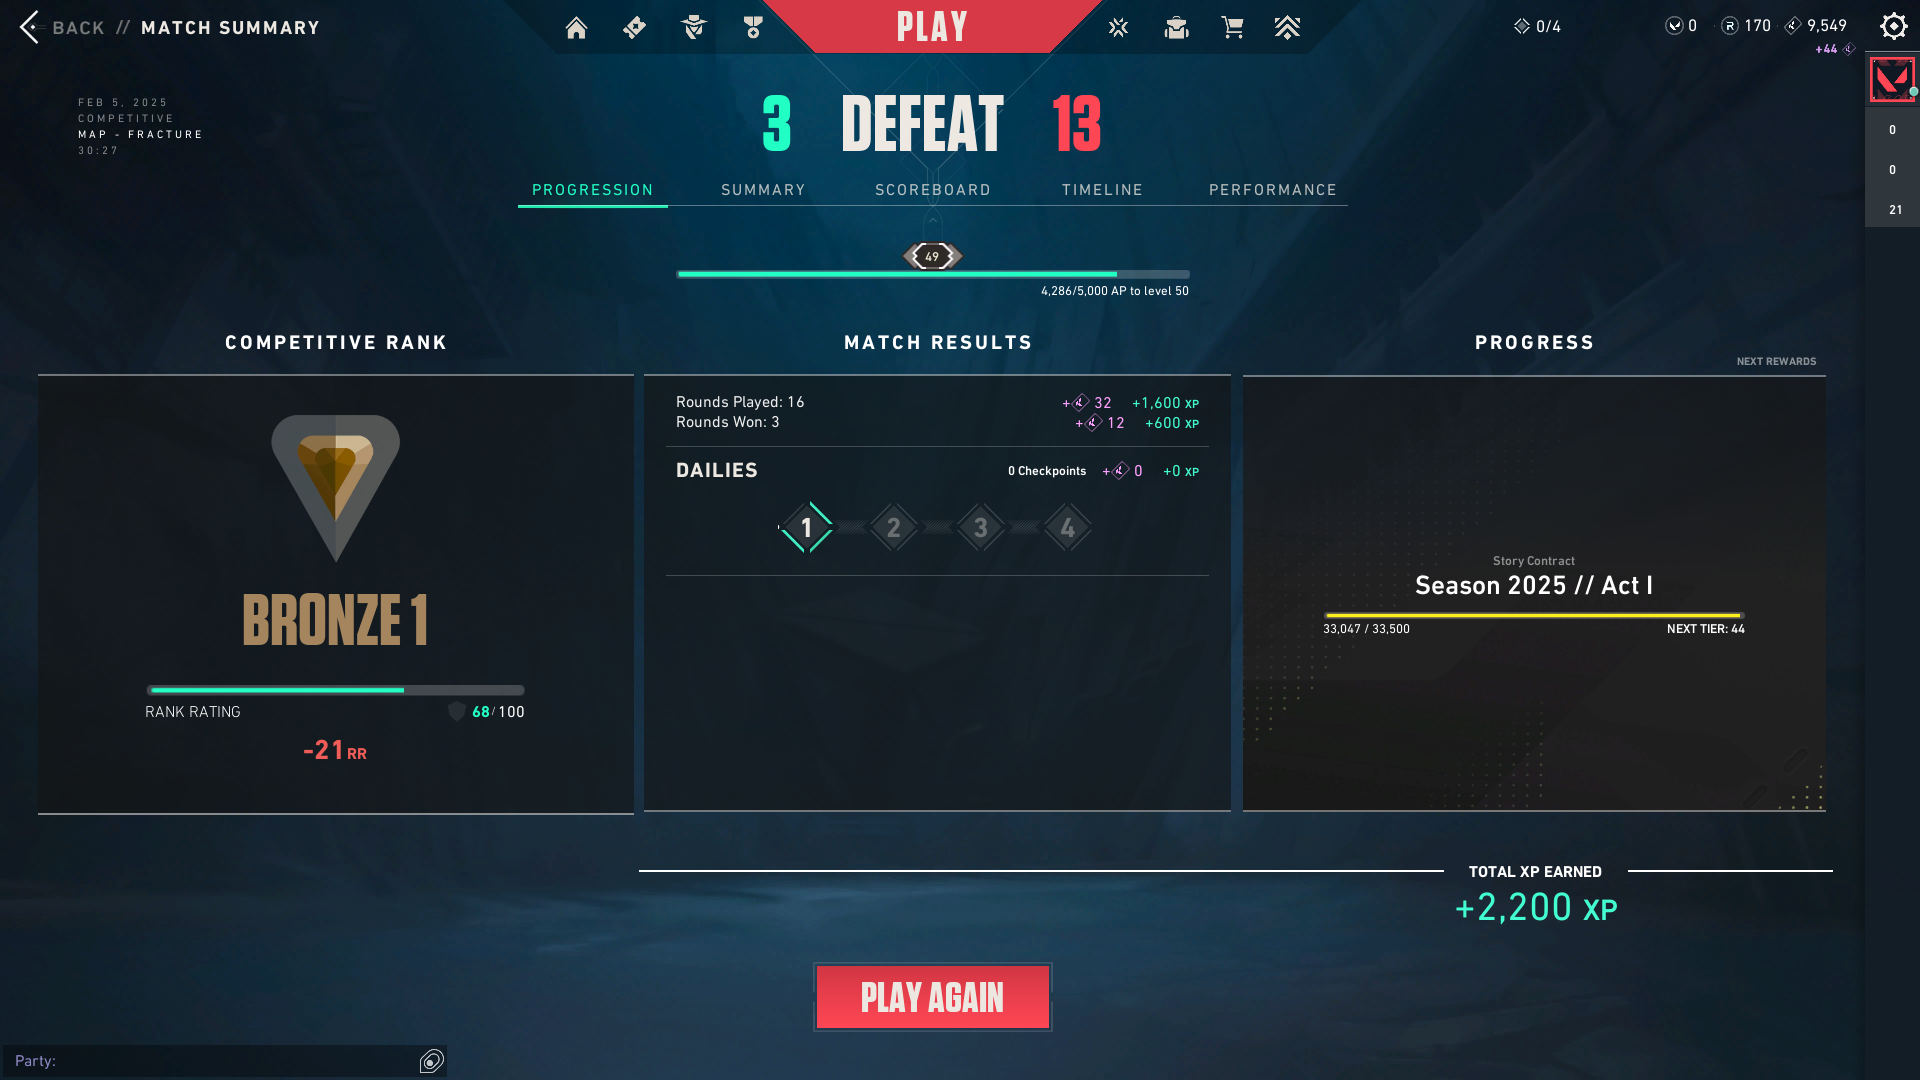 BACK // MATCH SUMMARY
PLAY
0/4
0
170
9,549
+44
FEB 5, 2025
COMPETITIVE
MAP - FRACTURE
30:27
3 DEFEAT 13
0
0
21
PROGRESSION
SUMMARY
SCOREBOARD
TIMELINE
PERFORMANCE
49
4,286/5,000 AP to level 50
COMPETITIVE RANK
BRONZE 1
RANK RATING
68/100
-21 RR
MATCH RESULTS
Rounds Played: 16
+ 32 +1,600 XP
Rounds Won: 3
+ 12 +600 XP
DAILIES
0 Checkpoints + 0 +0 XP
1 2 3 4
PROGRESS
NEXT REWARDS
Story Contract
Season 2025 // Act I
33,047 / 33,500
NEXT TIER: 44
TOTAL XP EARNED
+2,200 XP
PLAY AGAIN
Party: